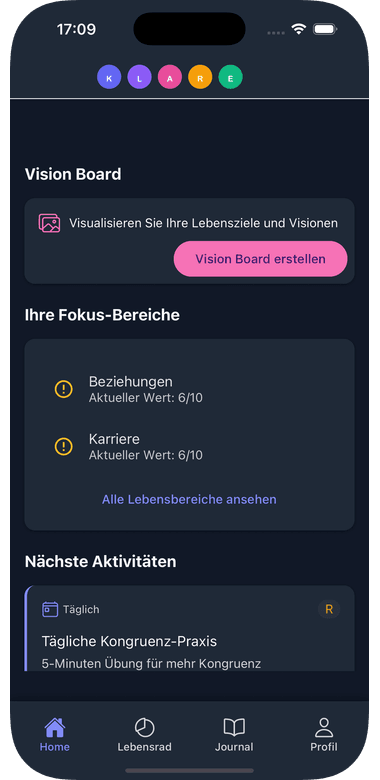 17:09
K L A R E
Vision Board
Visualisieren Sie Ihre Lebensziele und Visionen
Vision Board erstellen
Ihre Fokus-Bereiche
Beziehungen
Aktueller Wert: 6/10
Karriere
Aktueller Wert: 6/10
Alle Lebensbereiche ansehen
Nächste Aktivitäten
Täglich R
Tägliche Kongruenz-Praxis
5-Minuten Übung für mehr Kongruenz
Home Lebensrad Journal Profil